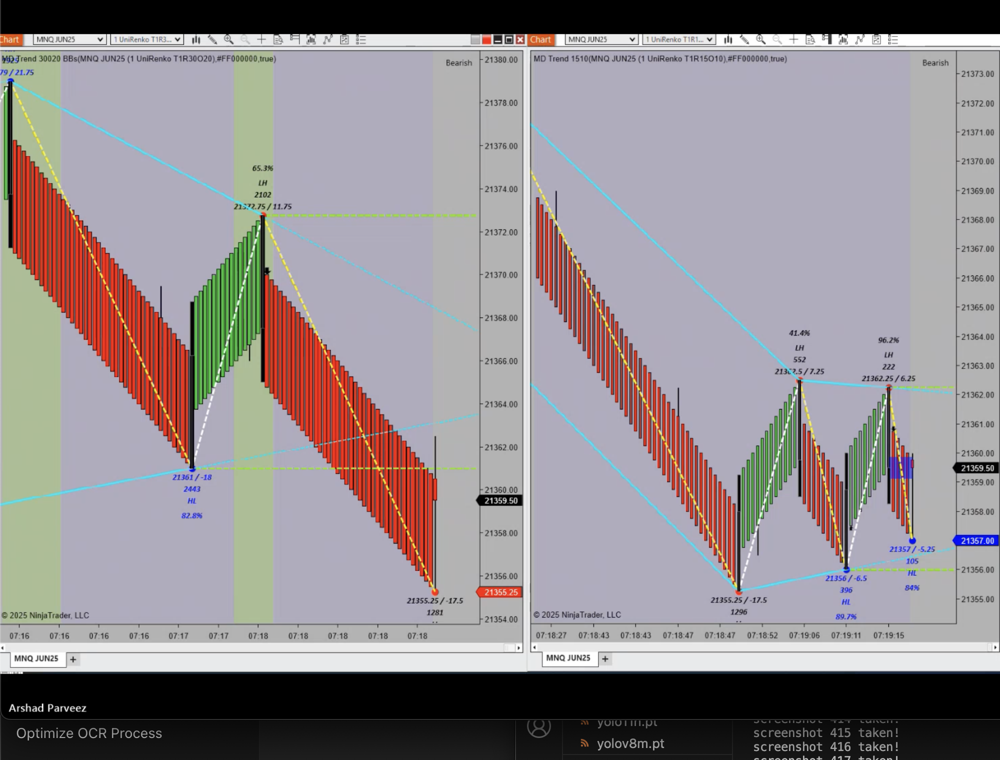 Chart MNQ JUN25 1 UniRenko T1R3...
Chart MNQ JUN25 1 UniRenko T1R1...
MD Trend 30020 BBs(MNQ JUN25 (1 UniRenko T1R30O20),#FF000000,true)
Bearish
79 / 21.75
65.3%
LH
2102
21372.75 / 11.75
21361 / -18
2443
HL
82.8%
21355.25 / -17.5
1281
21380.00
21378.00
21376.00
21374.00
21372.00
21370.00
21368.00
21366.00
21364.00
21362.00
21360.00
21359.50
21358.00
21356.00
21355.25
21354.00
© 2025 NinjaTrader, LLC
07:16 07:16 07:16 07:16 07:17 07:17 07:18 07:18 07:18 07:18 07:18
MNQ JUN25 +
MD Trend 1510(MNQ JUN25 (1 UniRenko T1R15O10),#FF000000,true)
Bearish
41.4%
LH
552
21362.5 / 7.25
96.2%
LH
222
21362.25 / 6.25
21355.25 / -17.5
1296
21356 / -6.5
396
HL
89.7%
21357 / -5.25
105
HL
84%
21373.00
21372.00
21371.00
21370.00
21369.00
21368.00
21367.00
21366.00
21365.00
21364.00
21363.00
21362.00
21361.00
21360.00
21359.50
21359.00
21358.00
21357.00
21356.00
21355.00
© 2025 NinjaTrader, LLC
07:18:27 07:18:43 07:18:43 07:18:47 07:18:47 07:18:52 07:19:06 07:19:11 07:19:15
MNQ JUN25 +
Arshad Parveez
Optimize OCR Process
yolo11n.pt
yolov8m.pt
screenshot 414 taken!
screenshot 415 taken!
screenshot 416 taken!
screenshot 417 taken!